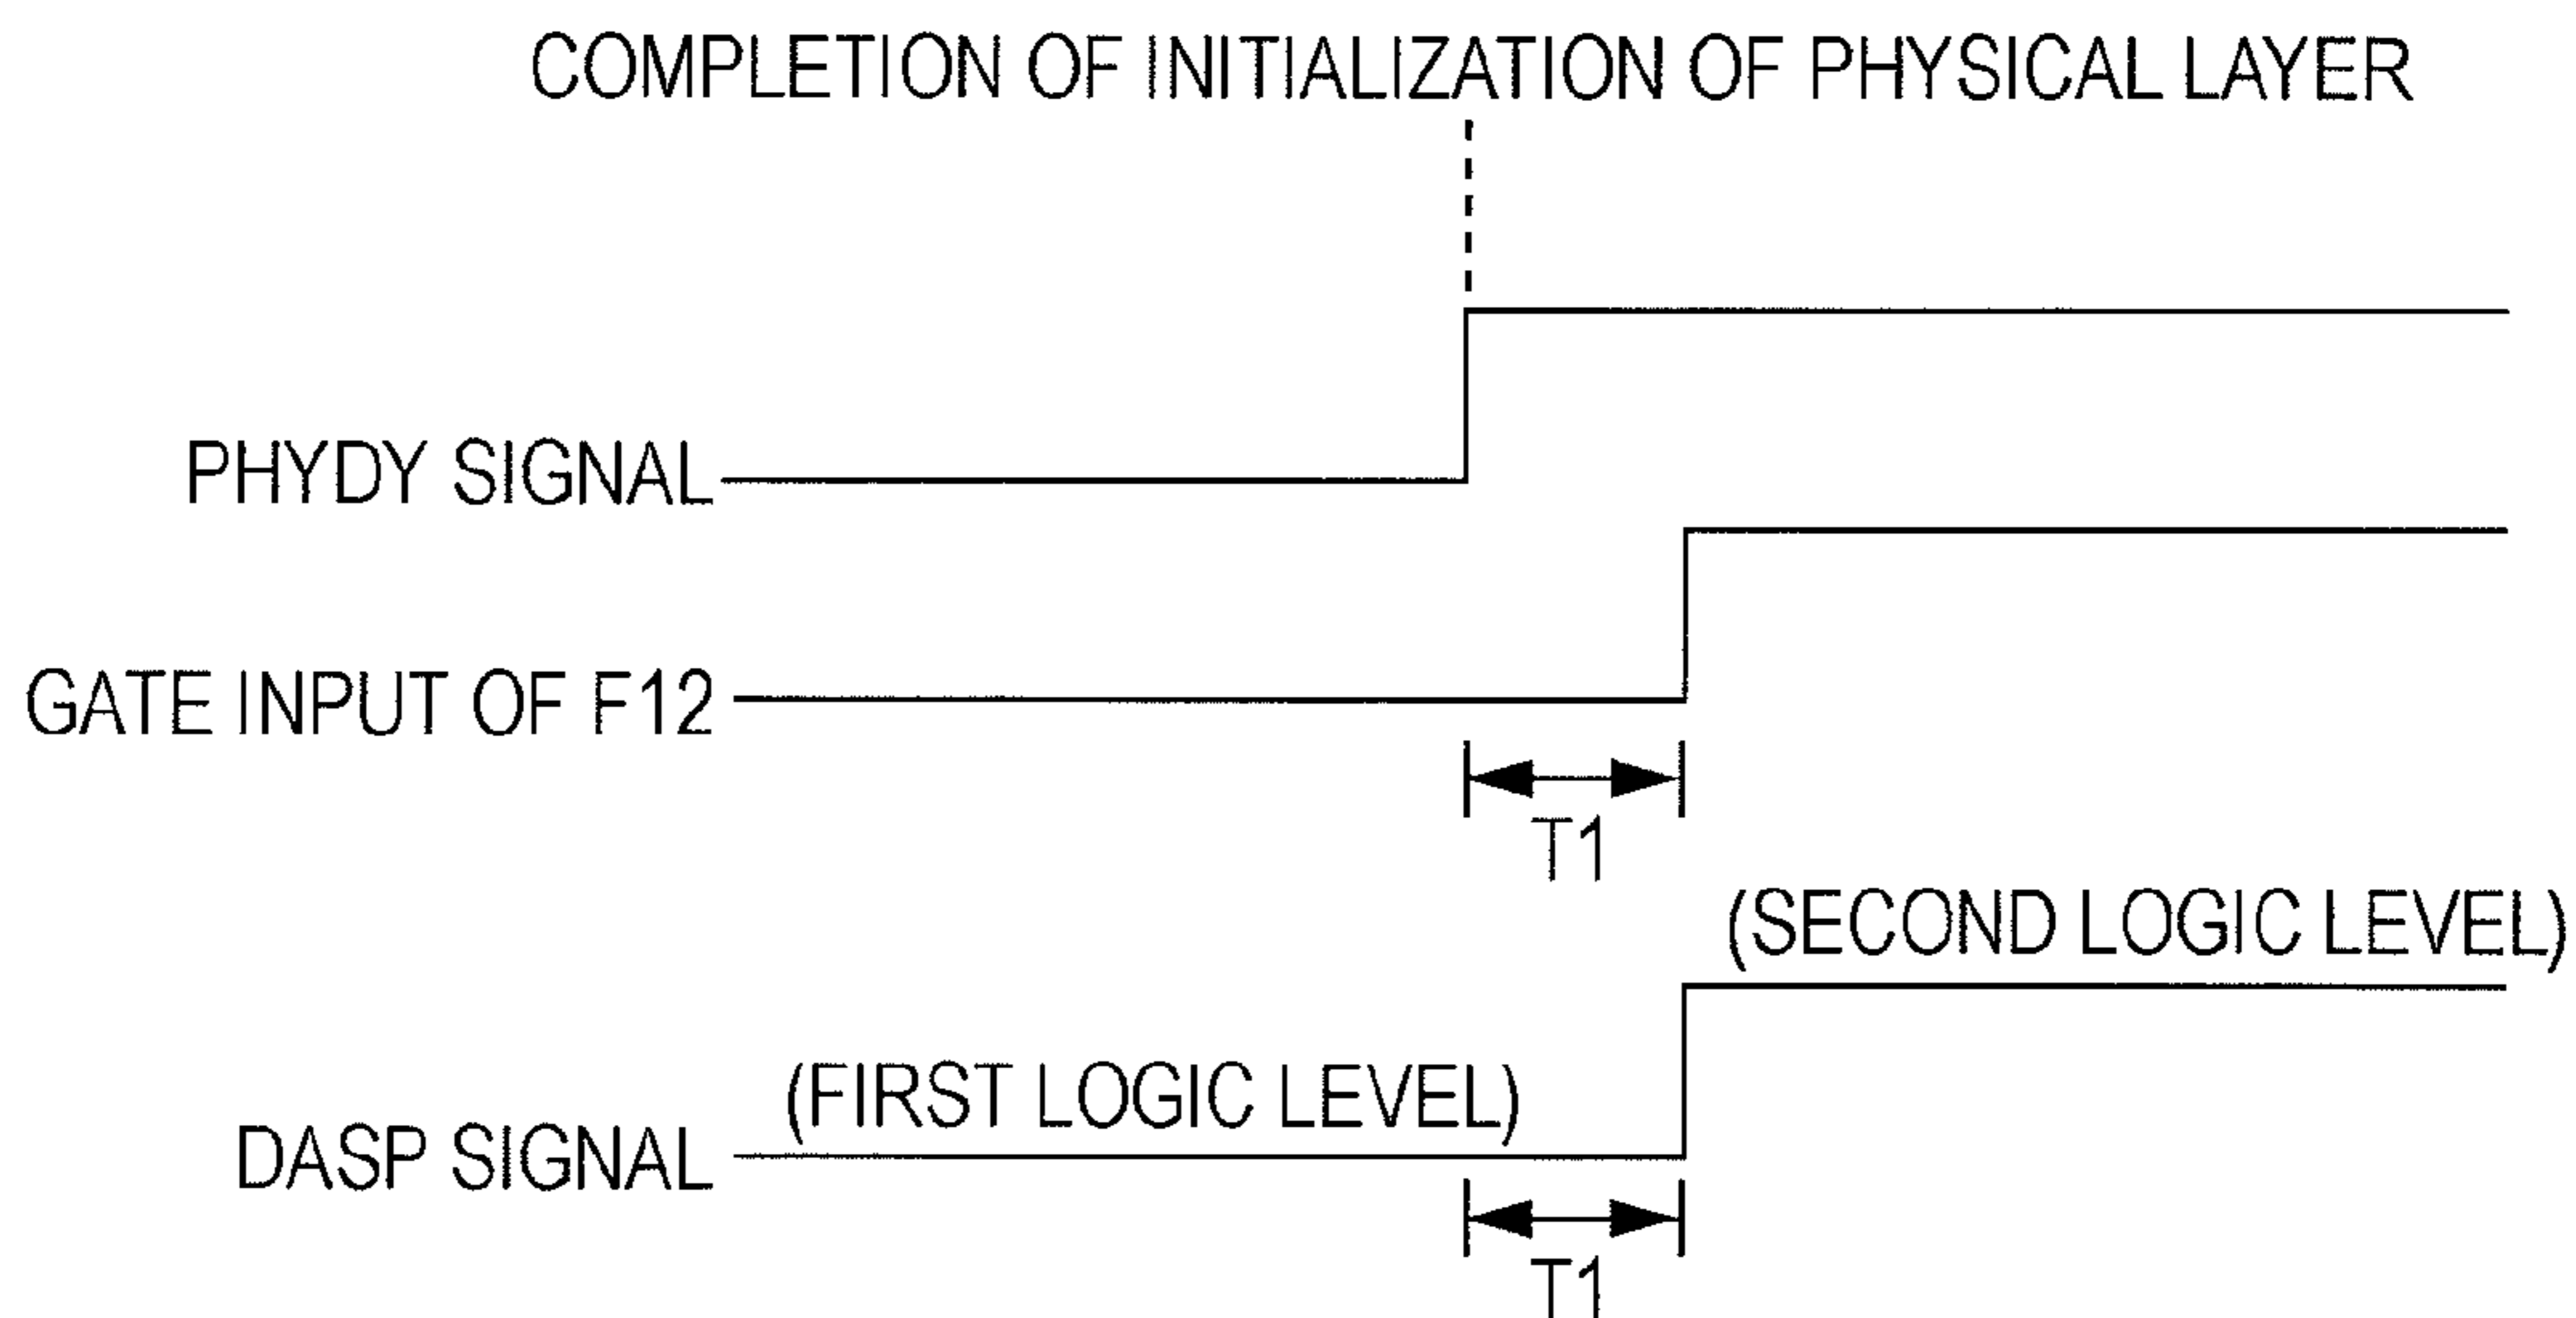 COMPLETION OF INITIALIZATION OF PHYSICAL LAYER
PHYDY SIGNAL
GATE INPUT OF F12
T1
(SECOND LOGIC LEVEL)
(FIRST LOGIC LEVEL)
DASP SIGNAL
T1